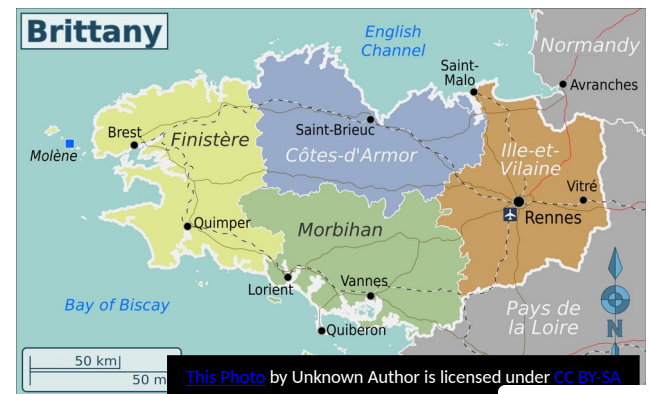 Brittany
English
Channel
Normandy
Saint-
Malo
Avranches
Brest
Finistère
Saint-Brieuc
Molène
Côtes-d'Armor
Ille-et-
Vilaine
Vitré
Quimper
Morbihan
Rennes
Lorient
Vannes
Bay of Biscay
Pays de
la Loire
Quiberon
N
50 km
50 m
This Photo by Unknown Author is licensed under CC BY-SA